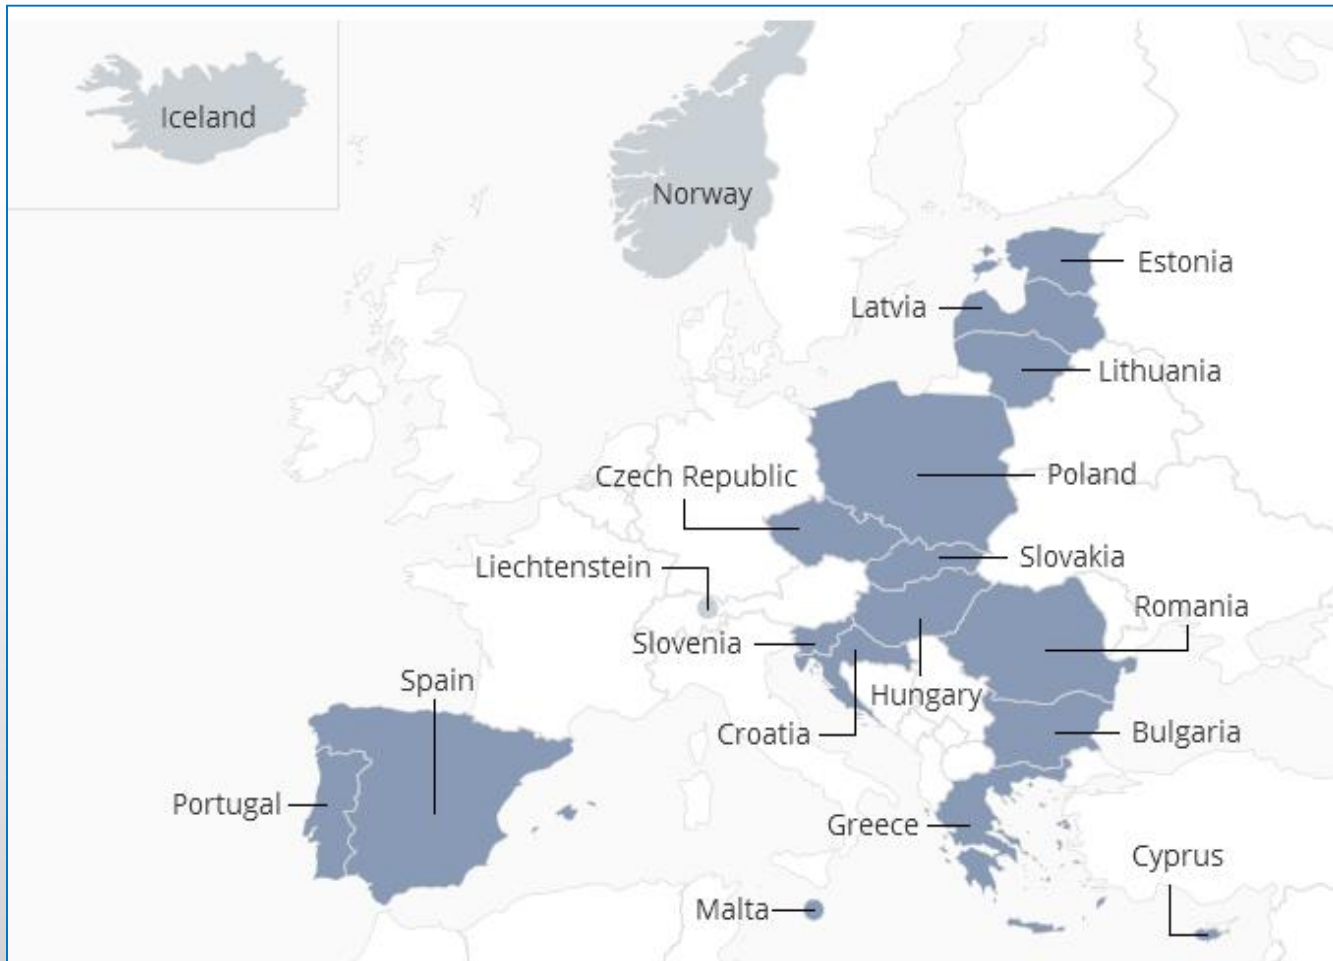 Iceland
Norway
Estonia
Latvia
Lithuania
Czech Republic
Poland
Slovakia
Liechtenstein
Romania
Slovenia
Spain
Hungary
Croatia
Bulgaria
Portugal
Greece
Cyprus
Malta